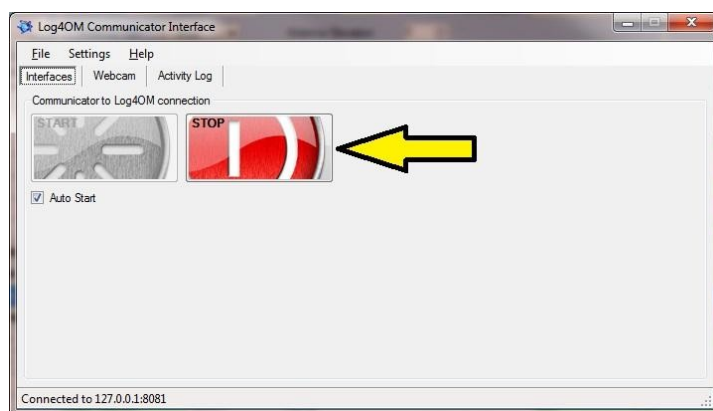 Log4OM Communicator Interface
File Settings Help
Interfaces Webcam Activity Log
Communicator to Log4OM connection
START STOP
Auto Start
Connected to 127.0.0.1:8081